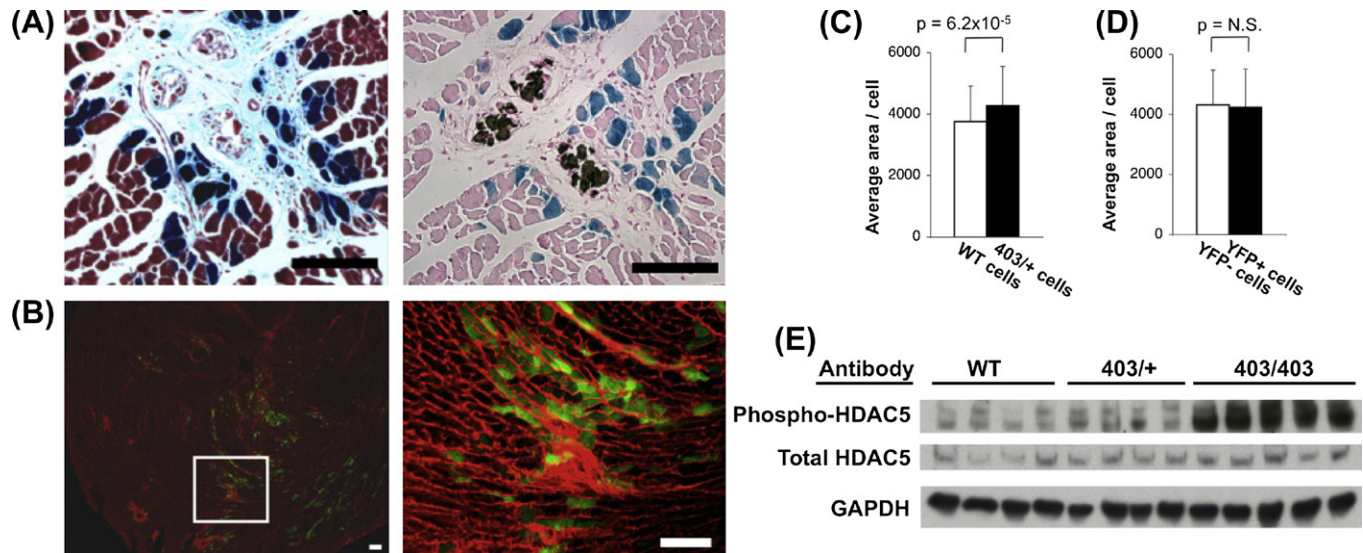 (A)
(B)
(C)
p = 6.2x10⁻⁵
Average area / cell
6000
4000
2000
0
WT cells
403/+ cells
(D)
p = N.S.
Average area / cell
6000
4000
2000
0
YFP- cells
YFP+ cells
(E)
Antibody WT 403/+ 403/403
Phospho-HDAC5
Total HDAC5
GAPDH